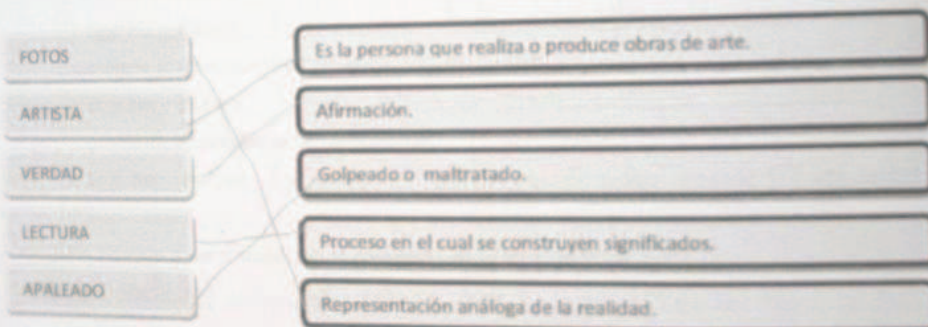 FOTOS
Es la persona que realiza o produce obras de arte.
ARTISTA
Afirmación.
VERDAD
Golpeado o maltratado.
LECTURA
Proceso en el cual se construyen significados.
APALEADO
Representación análoga de la realidad.